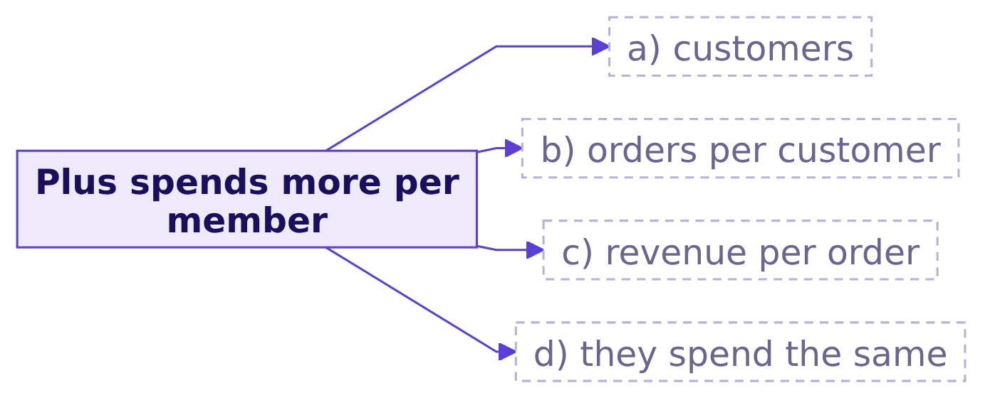 Plus spends more per
member
a) customers
b) orders per customer
c) revenue per order
d) they spend the same